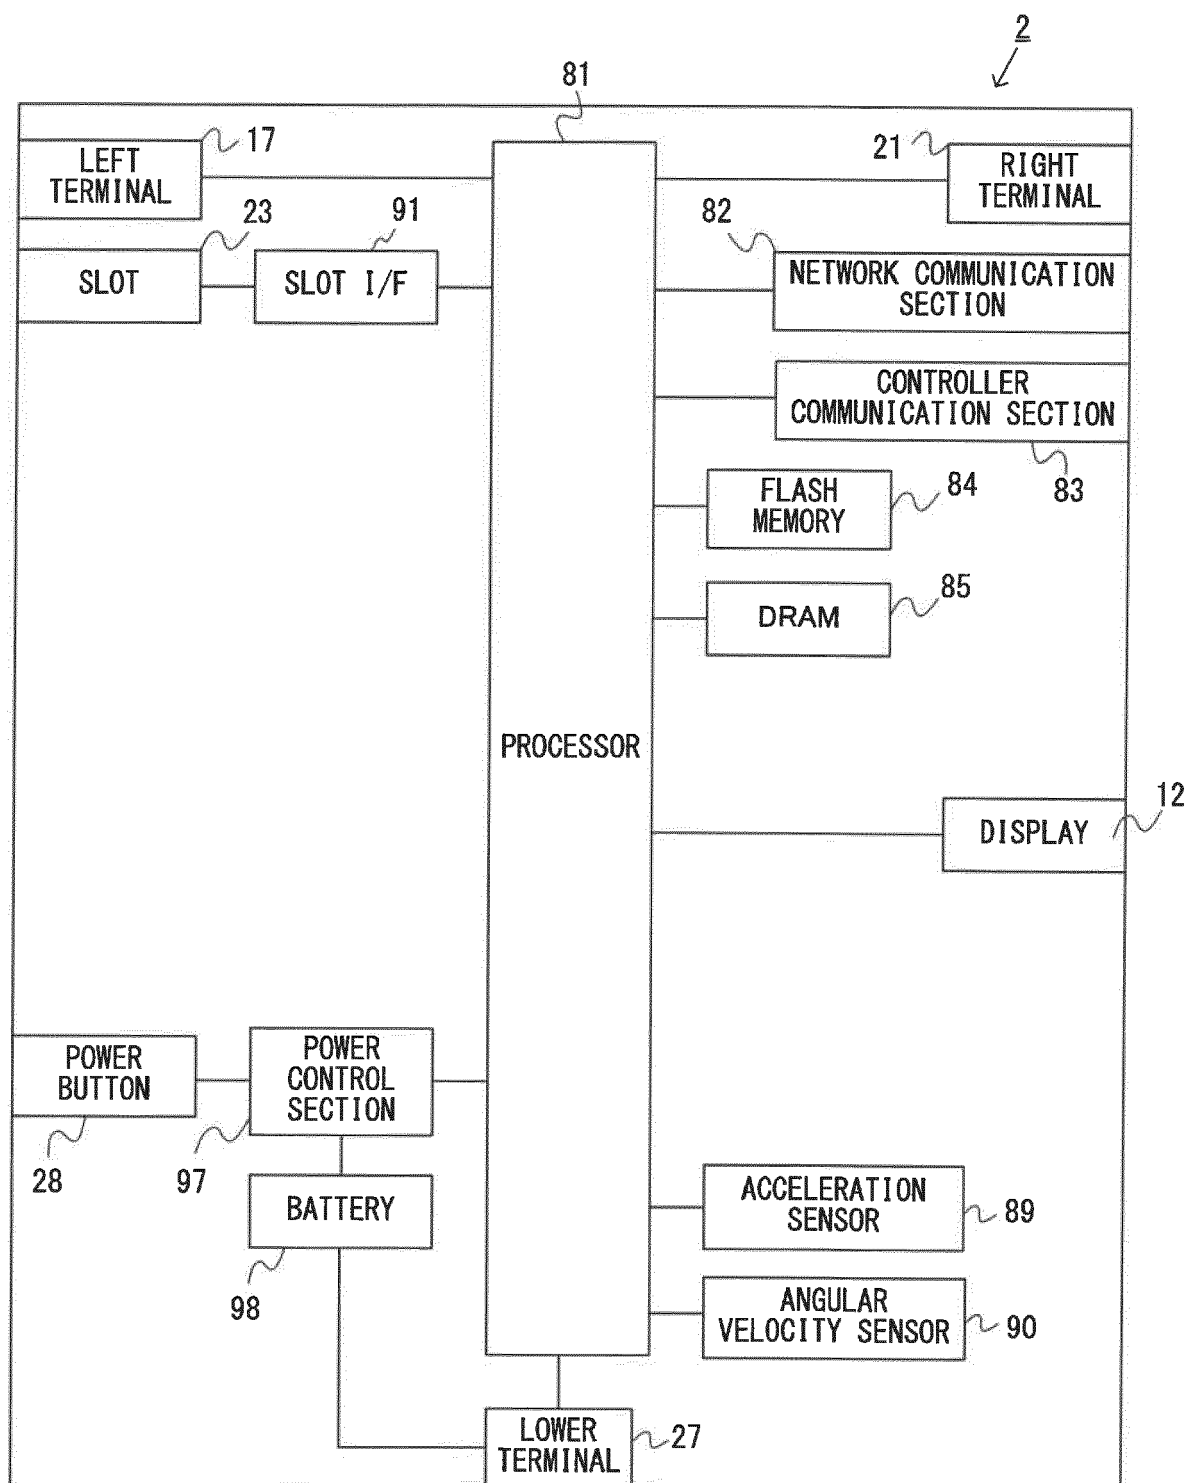 2
81
17
LEFT
TERMINAL
21
RIGHT
TERMINAL
23
91
82
SLOT
SLOT I/F
NETWORK COMMUNICATION
SECTION
CONTROLLER
COMMUNICATION SECTION
83
FLASH
MEMORY
84
DRAM
85
PROCESSOR
DISPLAY
12
POWER
BUTTON
28
POWER
CONTROL
SECTION
97
BATTERY
98
ACCELERATION
SENSOR
89
ANGULAR
VELOCITY SENSOR
90
LOWER
TERMINAL
27